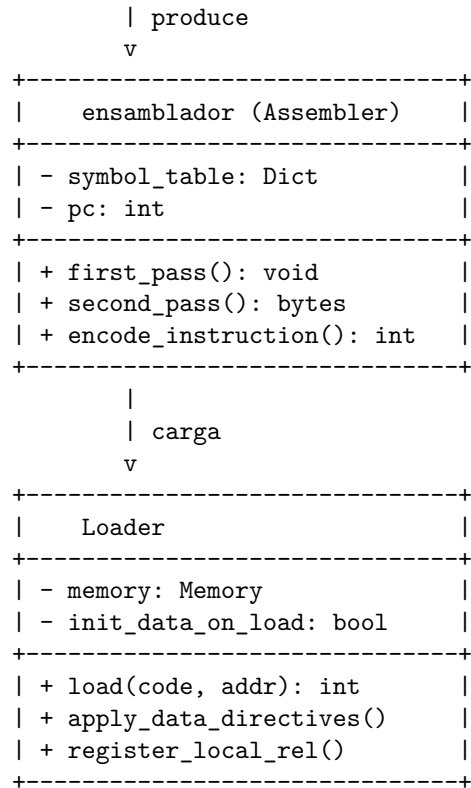 | produce
v
+-------------------------------+
|    ensamblador (Assembler)    |
+-------------------------------+
| - symbol_table: Dict          |
| - pc: int                     |
+-------------------------------+
| + first_pass(): void          |
| + second_pass(): bytes        |
| + encode_instruction(): int   |
+-------------------------------+
|
| carga
v
+-------------------------------+
|    Loader                     |
+-------------------------------+
| - memory: Memory              |
| - init_data_on_load: bool     |
+-------------------------------+
| + load(code, addr): int       |
| + apply_data_directives()     |
| + register_local_rel()        |
+-------------------------------+